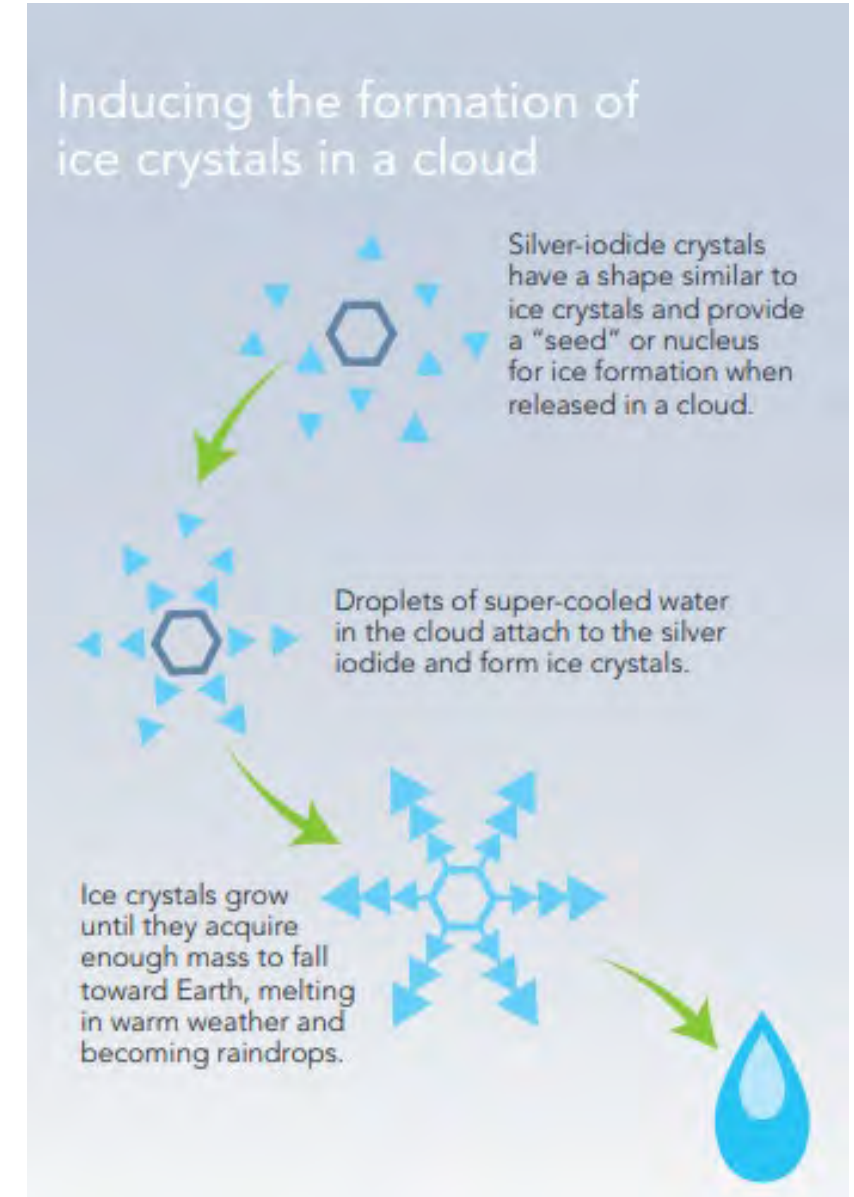 Inducing the formation of
ice crystals in a cloud
Silver-iodide crystals
have a shape similar to
ice crystals and provide
a “seed” or nucleus
for ice formation when
released in a cloud.
Droplets of super-cooled water
in the cloud attach to the silver
iodide and form ice crystals.
Ice crystals grow
until they acquire
enough mass to fall
toward Earth, melting
in warm weather and
becoming raindrops.